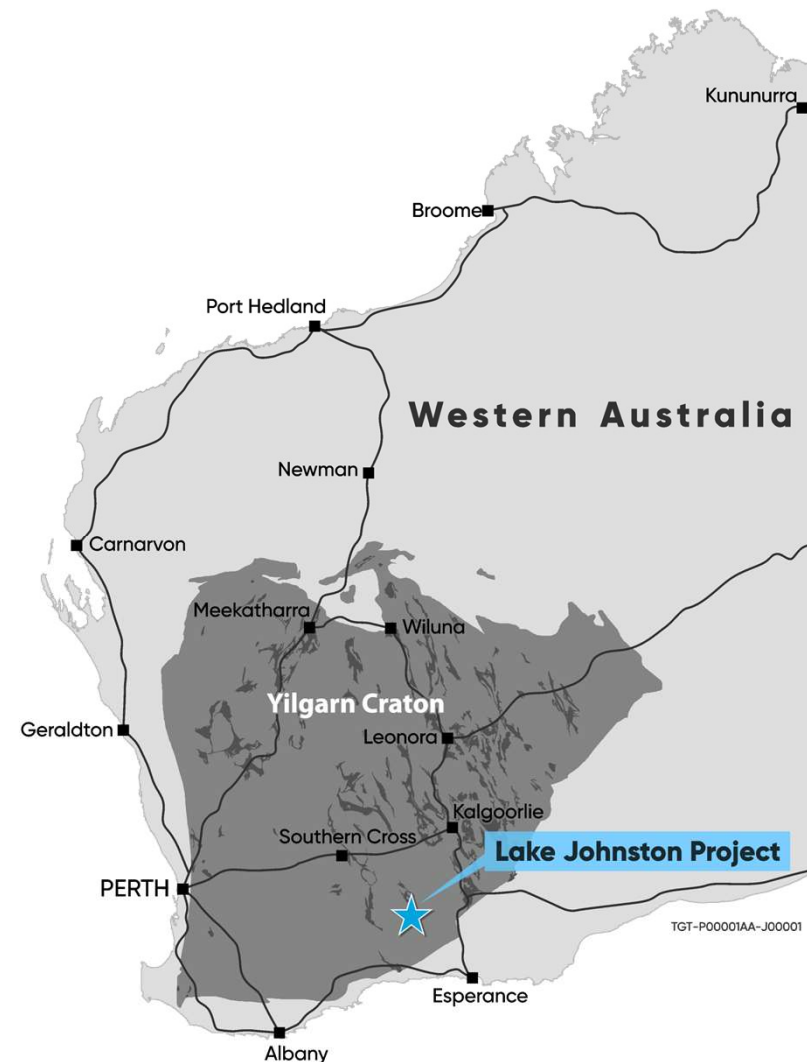 Kununurra
Broome
Port Hedland
Western Australia
Newman
Carnarvon
Meekatharra
Wiluna
Yilgarn Craton
Geraldton
Leonora
Kalgoorlie
Southern Cross
Lake Johnston Project
PERTH
TGT-P00001AA-J00001
Esperance
Albany